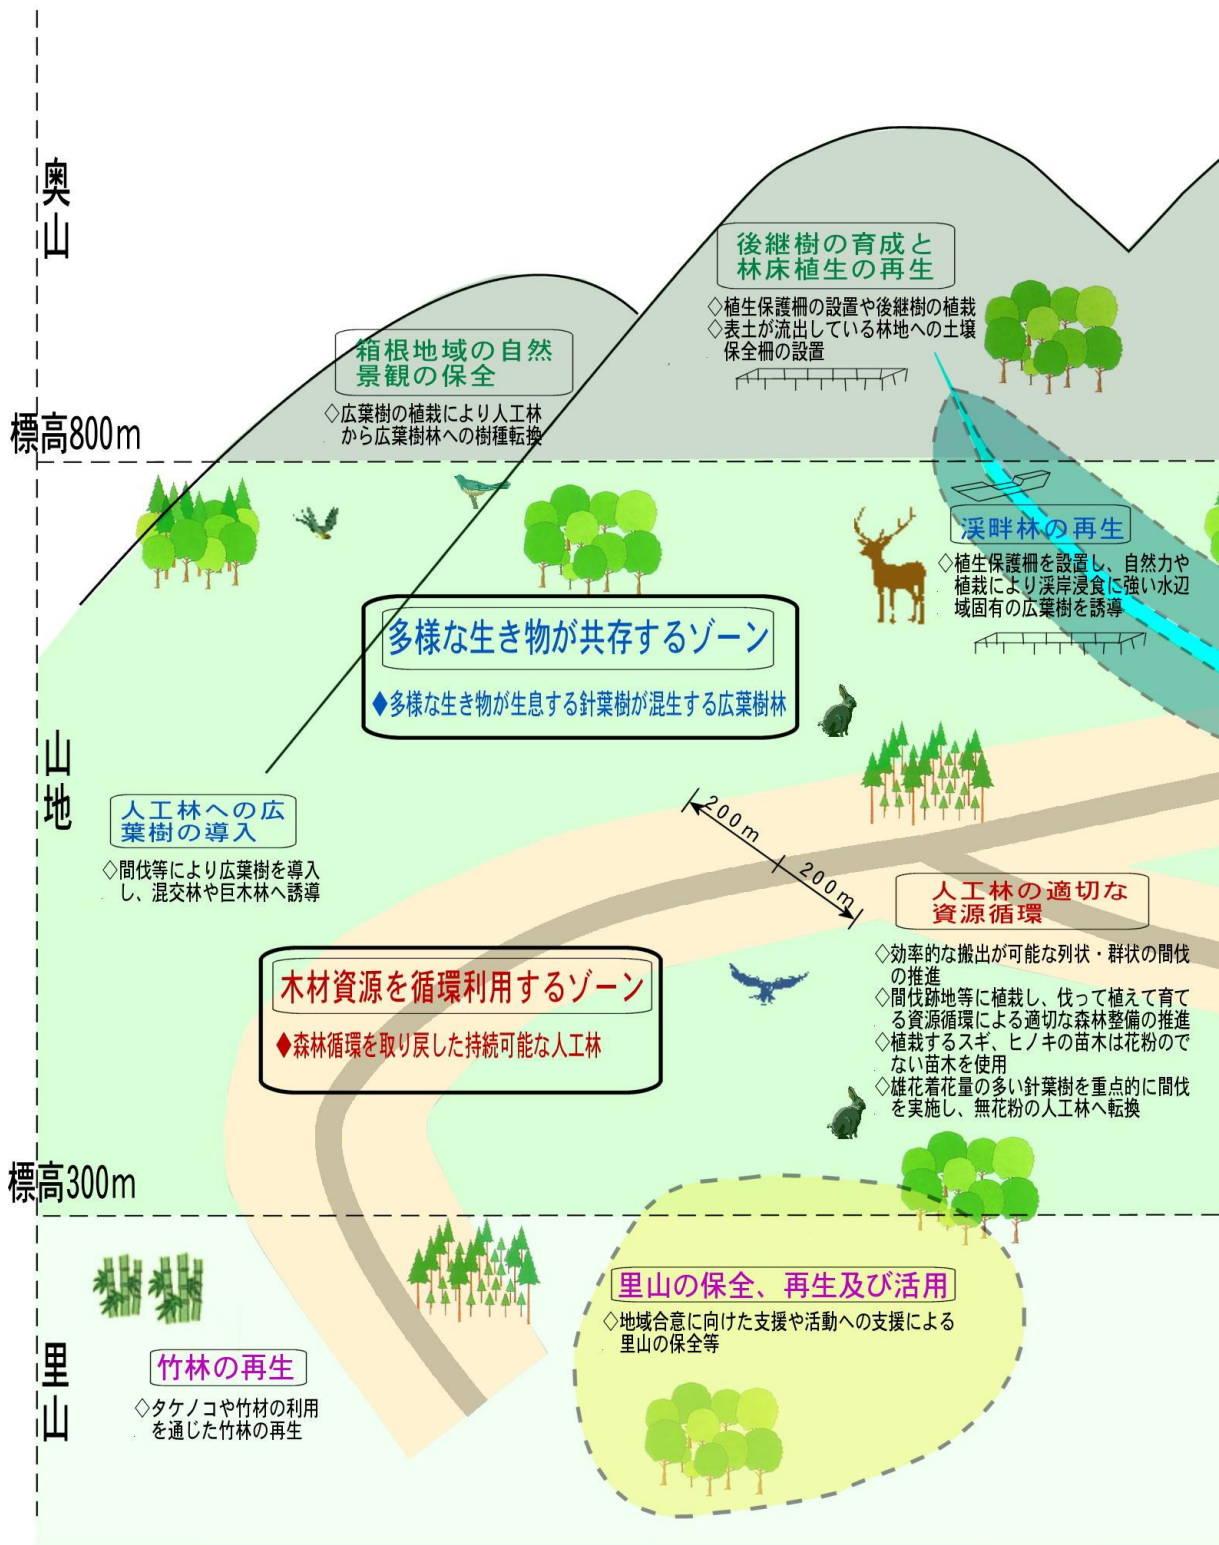 奥山
後継樹の育成と
林床植生の再生
◇植生保護柵の設置や後継樹の植栽
◇表土が流出している林地への土壌
保全柵の設置
箱根地域の自然
景観の保全
◇広葉樹の植栽により人工林
から広葉樹林への樹種転換
標高800m
渓畔林の再生
◇植生保護柵を設置し、自然力や
植栽により渓岸浸食に強い水辺
域固有の広葉樹を誘導
多様な生き物が共存するゾーン
◆多様な生き物が生息する針葉樹が混生する広葉樹林
山地
人工林への広
葉樹の導入
◇間伐等により広葉樹を導入
し、混交林や巨木林へ誘導
200m
200m
人工林の適切な
資源循環
◇効率的な搬出が可能な列状・群状の間伐
の推進
◇間伐跡地等に植栽し、伐って植えて育て
る資源循環による適切な森林整備の推進
◇植栽するスギ、ヒノキの苗木は花粉ので
ない苗木を使用
◇雄花着花量の多い針葉樹を重点的に間伐
を実施し、無花粉の人工林へ転換
木材資源を循環利用するゾーン
◆森林循環を取り戻した持続可能な人工林
標高300m
里山の保全、再生及び活用
◇地域合意に向けた支援や活動への支援による
里山の保全等
里山
竹林の再生
◇タケノコや竹材の利用
を通じた竹林の再生